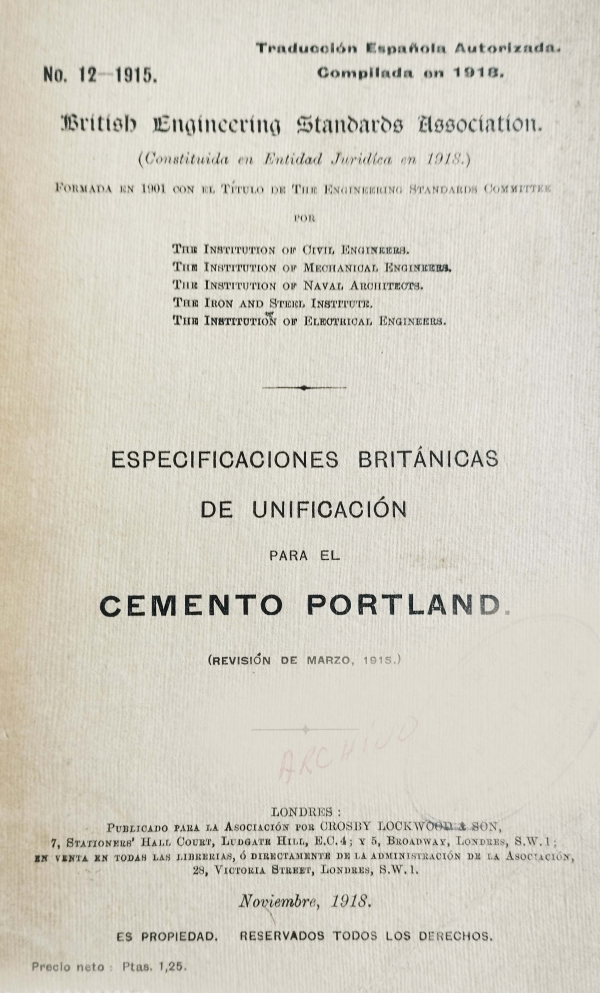 No. 12—1915.
Traducción Española Autorizada.
Compilada en 1918.
British Engineering Standards Association.
(Constituida en Entidad Jurídica en 1918.)
FORMADA EN 1901 CON EL TÍTULO DE THE ENGINEERING STANDARDS COMMITTEE
POR
THE INSTITUTION OF CIVIL ENGINEERS.
THE INSTITUTION OF MECHANICAL ENGINEERS.
THE INSTITUTION OF NAVAL ARCHITECTS.
THE IRON AND STEEL INSTITUTE.
THE INSTITUTION OF ELECTRICAL ENGINEERS.
ESPECIFICACIONES BRITÁNICAS
DE UNIFICACIÓN
PARA EL
CEMENTO PORTLAND.
(REVISIÓN DE MARZO, 1915.)
ARCHIVO
LONDRES :
PUBLICADO PARA LA ASOCIACIÓN POR CROSBY LOCKWOOD & SON,
7, STATIONERS' HALL COURT, LUDGATE HILL, E.C.4; Y 5, BROADWAY, LONDRES, S.W.1;
EN VENTA EN TODAS LAS LIBRERIAS, Ó DIRECTAMENTE DE LA ADMINISTRACIÓN DE LA ASOCIACIÓN,
28, VICTORIA STREET, LONDRES, S.W.1.
Noviembre, 1918.
ES PROPIEDAD. RESERVADOS TODOS LOS DERECHOS.
Precio neto : Ptas. 1,25.